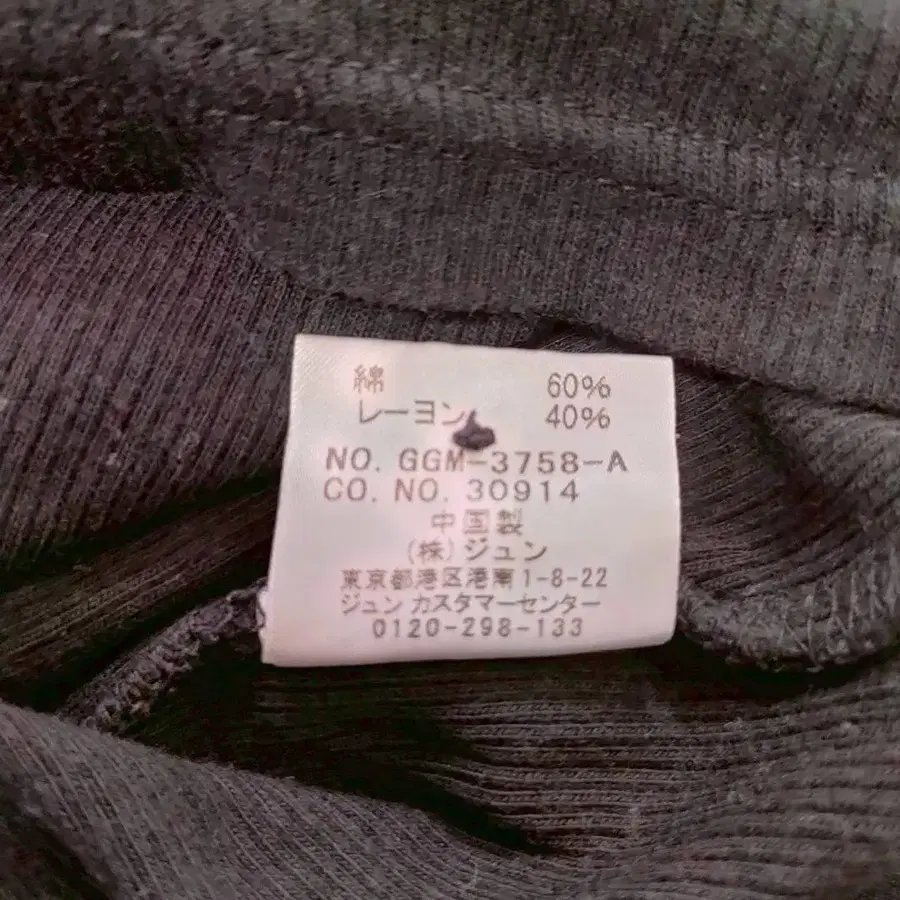 綿 60%
レーヨン 40%
NO. GGM-3758-A
CO. NO. 30914
中国製
(株)ジュン
東京都港区港南1-8-22
ジュン カスタマーセンター
0120-298-133